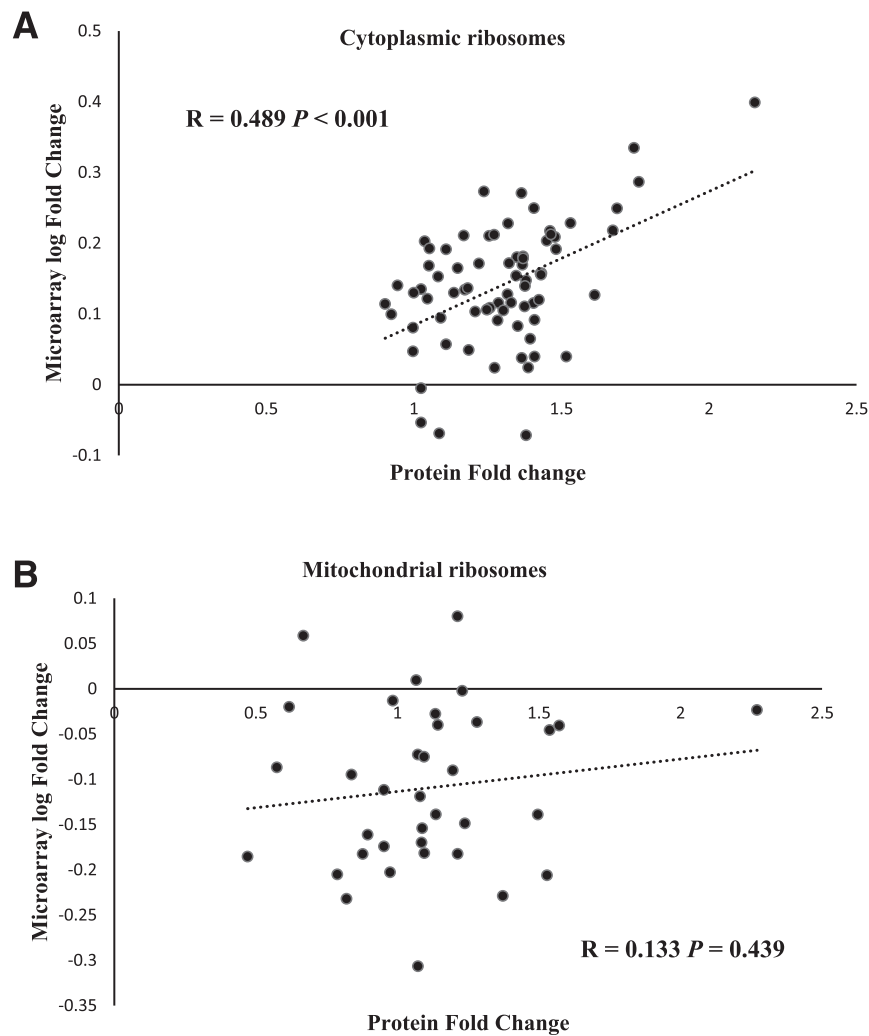 A
Cytoplasmic ribosomes
R = 0.489 P < 0.001
Microarray log Fold Change
0.5
0.4
0.3
0.2
0.1
0
-0.1
0 0.5 1 1.5 2 2.5
Protein Fold change
B
Mitochondrial ribosomes
Microarray log Fold Change
0.1
0.05
0
-0.05
-0.1
-0.15
-0.2
-0.25
-0.3
-0.35
0 0.5 1 1.5 2 2.5
R = 0.133 P = 0.439
Protein Fold Change